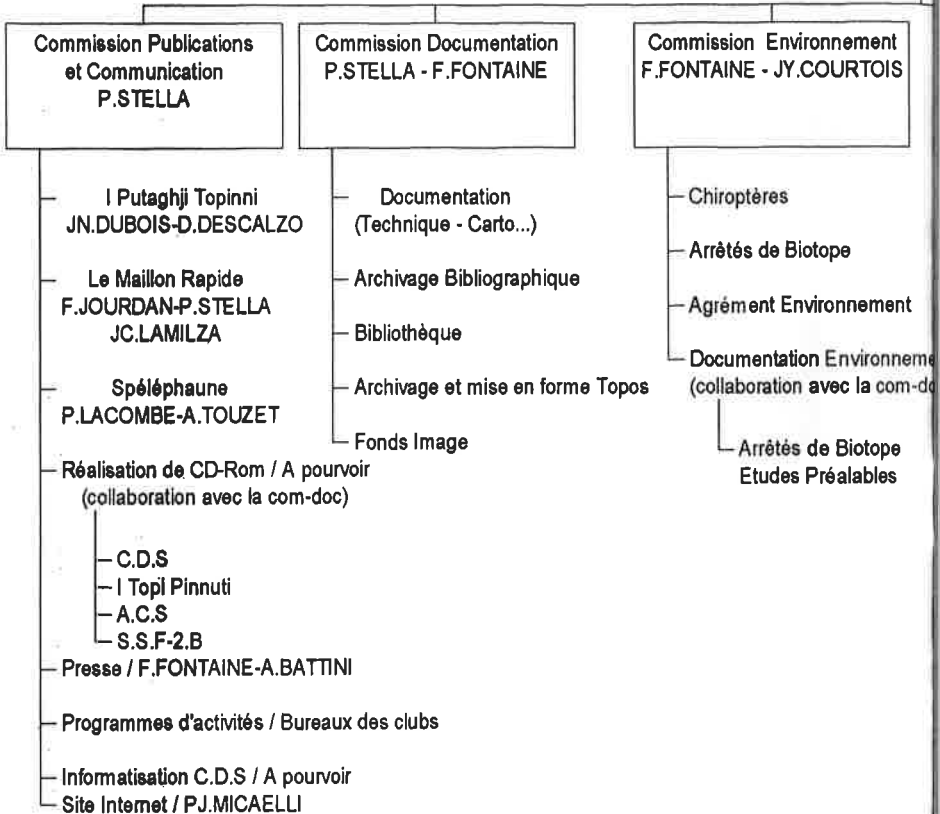 Commission Publications
et Communication
P.STELLA
I Putaghji Topinni
JN.DUBOIS-D.DESCALZO
Le Maillon Rapide
F.JOURDAN-P.STELLA
JC.LAMILZA
Spéléphaune
P.LACOMBE-A.TOUZET
Réalisation de CD-Rom / A pourvoir
(collaboration avec la com-doc)
C.D.S
I Topi Pinnuti
A.C.S
S.S.F-2.B
Presse / F.FONTAINE-A.BATTINI
Programmes d'activités / Bureaux des clubs
Informatisation C.D.S / A pourvoir
Site Internet / PJ.MICAELLI
Commission Documentation
P.STELLA - F.FONTAINE
Documentation
(Technique - Carto...)
Archivage Bibliographique
Bibliothèque
Archivage et mise en forme Topos
Fonds Image
Commission Environnement
F.FONTAINE - JY.COURTOIS
Chiroptères
Arrêtés de Biotope
Agrément Environnement
Documentation Environneme
(collaboration avec la com-do
Arrêtés de Biotope
Etudes Préalables